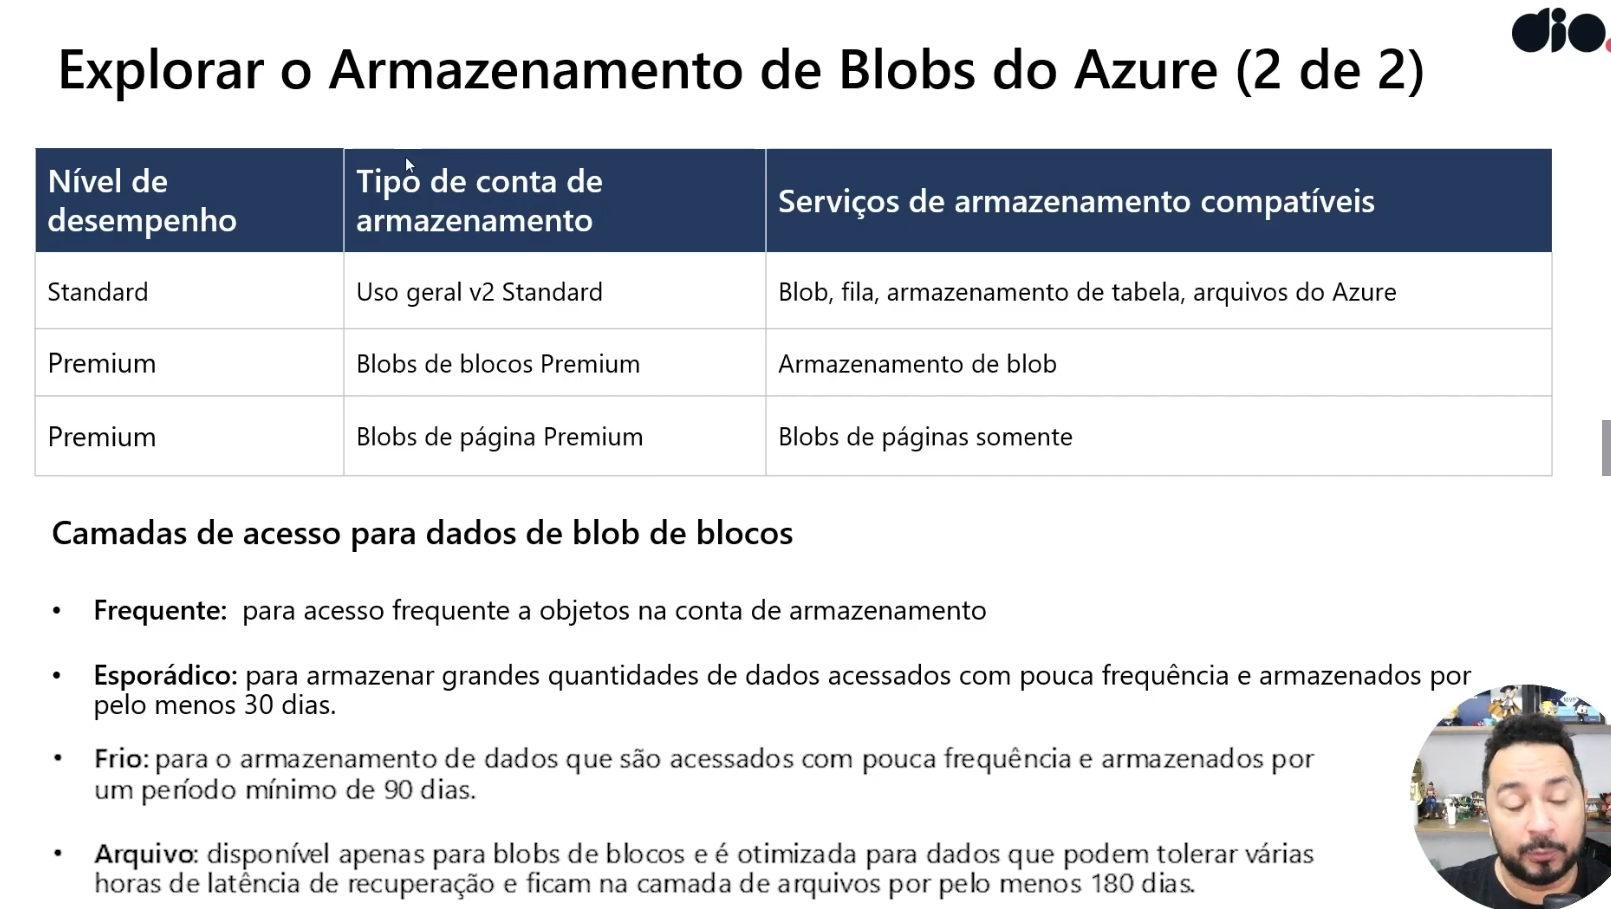 dio.
Explorar o Armazenamento de Blobs do Azure (2 de 2)
Nível de
desempenho
Tipo de conta de
armazenamento
Serviços de armazenamento compatíveis
Standard
Uso geral v2 Standard
Blob, fila, armazenamento de tabela, arquivos do Azure
Premium
Blobs de blocos Premium
Armazenamento de blob
Premium
Blobs de página Premium
Blobs de páginas somente
Camadas de acesso para dados de blob de blocos
• Frequente: para acesso frequente a objetos na conta de armazenamento
• Esporádico: para armazenar grandes quantidades de dados acessados com pouca frequência e armazenados por
pelo menos 30 dias.
• Frio: para o armazenamento de dados que são acessados com pouca frequência e armazenados por
um período mínimo de 90 dias.
• Arquivo: disponível apenas para blobs de blocos e é otimizada para dados que podem tolerar várias
horas de latência de recuperação e ficam na camada de arquivos por pelo menos 180 dias.